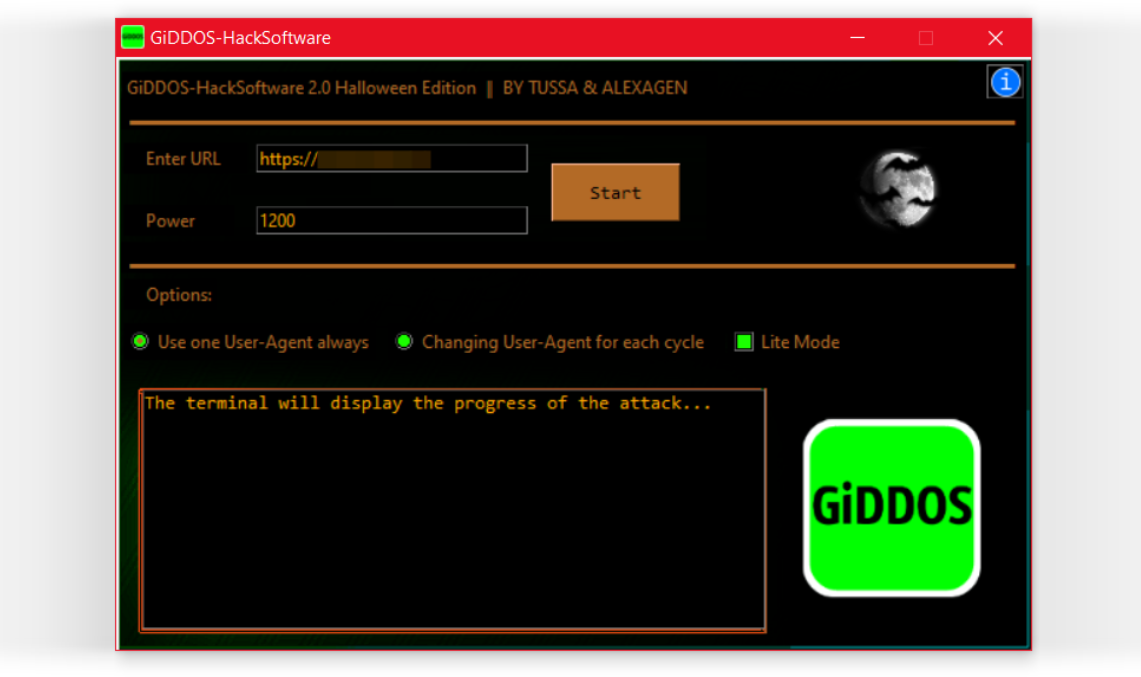 GiDDOS-HackSoftware
GiDDOS-HackSoftware 2.0 Halloween Edition || BY TUSSA & ALEXAGEN
i
Enter URL https://
Start
Power 1200
Options:
Use one User-Agent always Changing User-Agent for each cycle Lite Mode
The terminal will display the progress of the attack...
GiDDOS